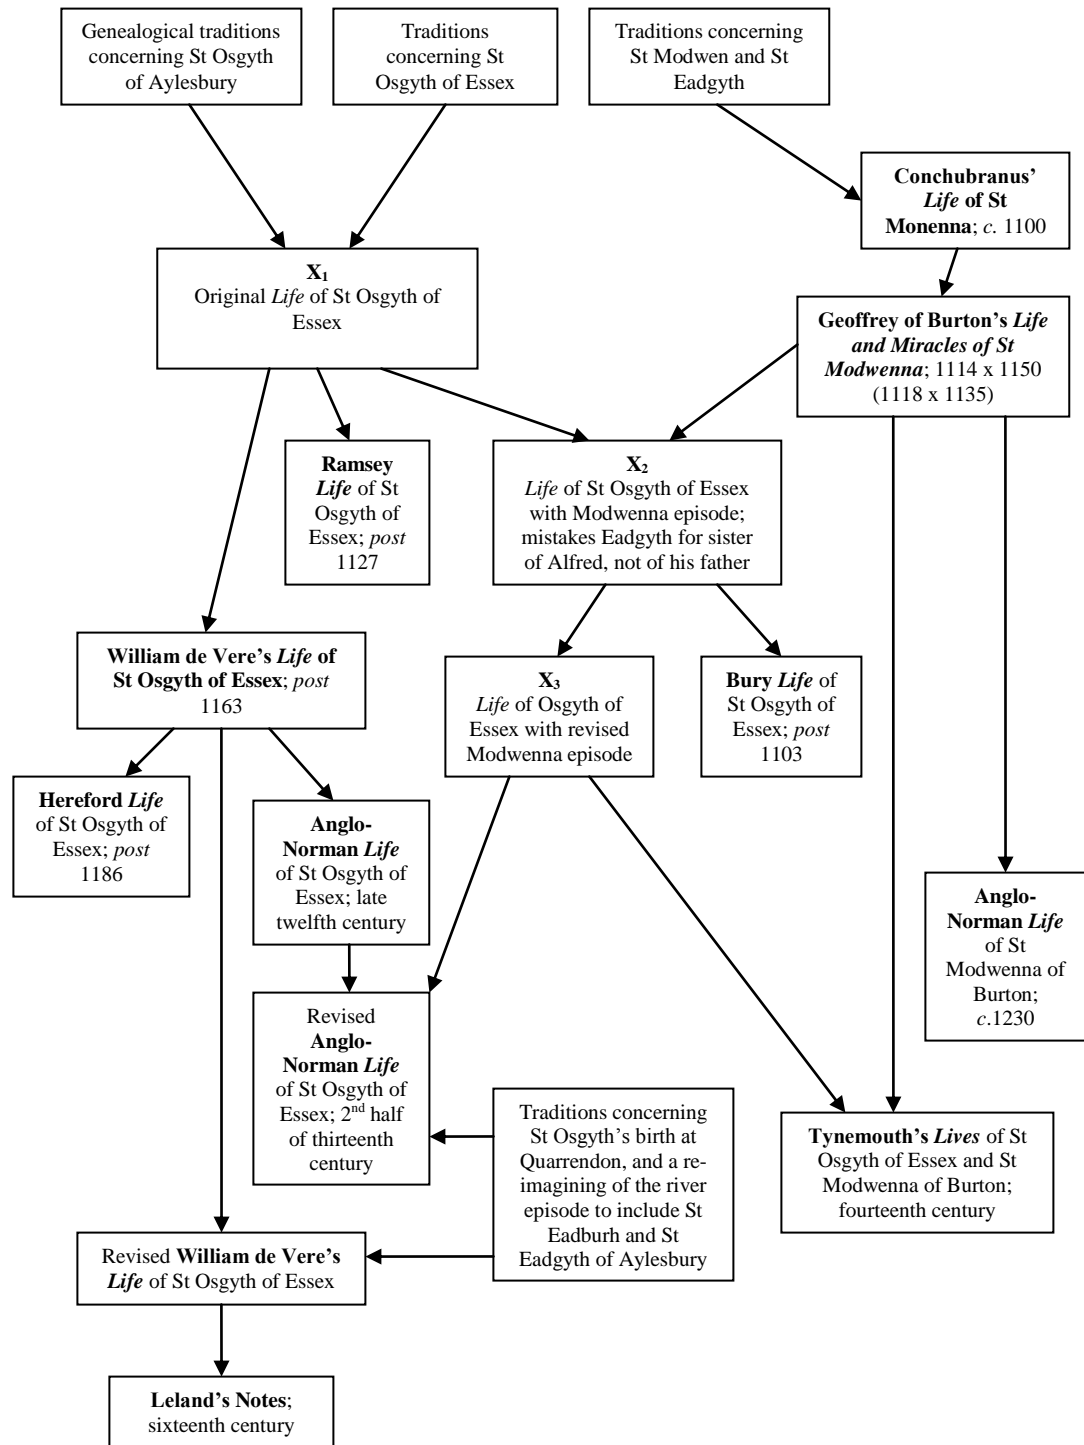 Genealogical traditions
concerning St Osgyth
of Aylesbury
Traditions
concerning St
Osgyth of Essex
Traditions concerning
St Modwen and St
Eadgyth
Conchubranus’
Life of St
Monenna; c. 1100
X1
Original Life of St Osgyth of
Essex
Geoffrey of Burton’s Life
and Miracles of St
Modwenna; 1114 x 1150
(1118 x 1135)
Ramsey
Life of St
Osgyth of
Essex; post
1127
X2
Life of St Osgyth of Essex
with Modwenna episode;
mistakes Eadgyth for sister
of Alfred, not of his father
William de Vere’s Life of
St Osgyth of Essex; post
1163
X3
Life of Osgyth of
Essex with revised
Modwenna episode
Bury Life of
St Osgyth of
Essex; post
1103
Hereford Life
of St Osgyth of
Essex; post
1186
Anglo-
Norman Life
of St Osgyth of
Essex; late
twelfth century
Anglo-
Norman Life
of St
Modwenna of
Burton;
c.1230
Revised
Anglo-
Norman Life
of St Osgyth of
Essex; 2nd half
of thirteenth
century
Traditions concerning
St Osgyth’s birth at
Quarrendon, and a re-
imagining of the river
episode to include St
Eadburh and St
Eadgyth of Aylesbury
Tynemouth’s Lives of St
Osgyth of Essex and St
Modwenna of Burton;
fourteenth century
Revised William de Vere’s
Life of St Osgyth of Essex
Leland’s Notes;
sixteenth century